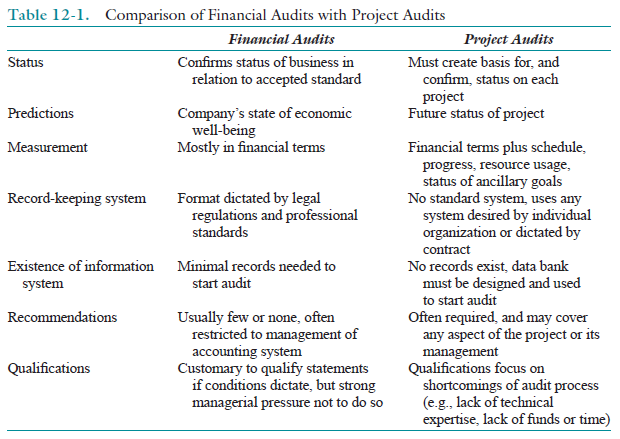 Table 12-1. Comparison of Financial Audits with Project Audits
Financial Audits Project Audits
Status Confirms status of business in Must create basis for, and
relation to accepted standard confirm, status on each
project
Predictions Company's state of economic Future status of project
well-being
Measurement Mostly in financial terms Financial terms plus schedule,
progress, resource usage,
status of ancillary goals
Record-keeping system Format dictated by legal No standard system, uses any
regulations and professional system desired by individual
standards organization or dictated by
contract
Existence of information Minimal records needed to No records exist, data bank
system start audit must be designed and used
to start audit
Recommendations Usually few or none, often Often required, and may cover
restricted to management of any aspect of the project or its
accounting system management
Qualifications Customary to qualify statements Qualifications focus on
if conditions dictate, but strong shortcomings of audit process
managerial pressure not to do so (e.g., lack of technical
expertise, lack of funds or time)